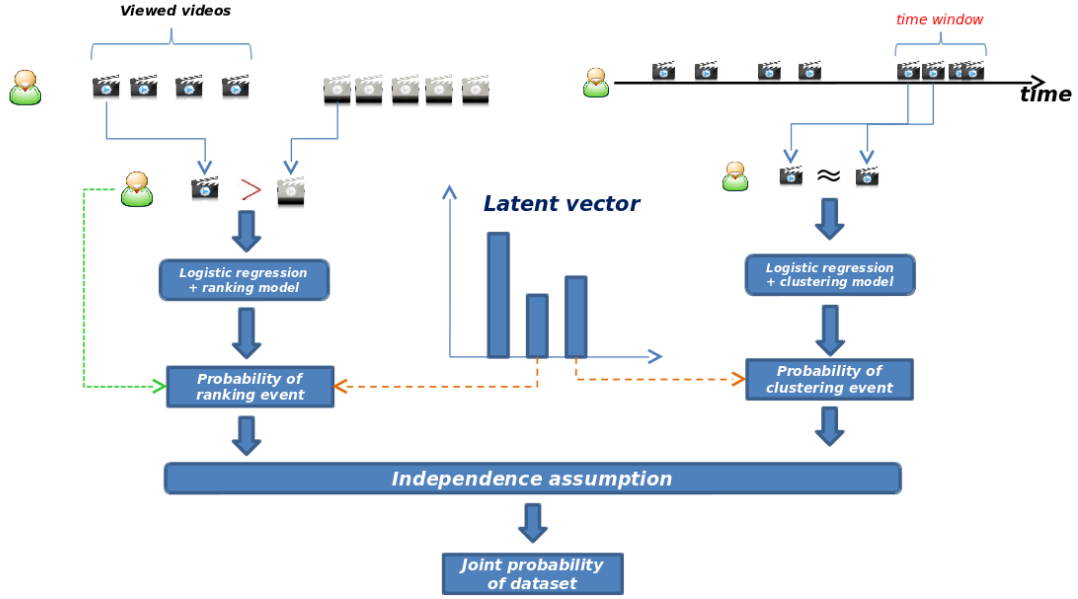 Viewed videos
time window
time
>
≈
Latent vector
Logistic regression
+ ranking model
Logistic regression
+ clustering model
Probability of
ranking event
Probability of
clustering event
Independence assumption
Joint probability
of dataset